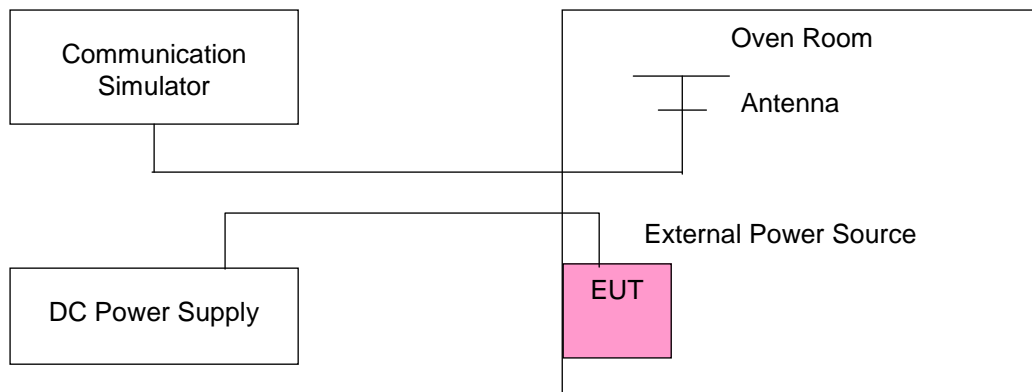 Communication
Simulator
Oven Room
Antenna
External Power Source
DC Power Supply
EUT